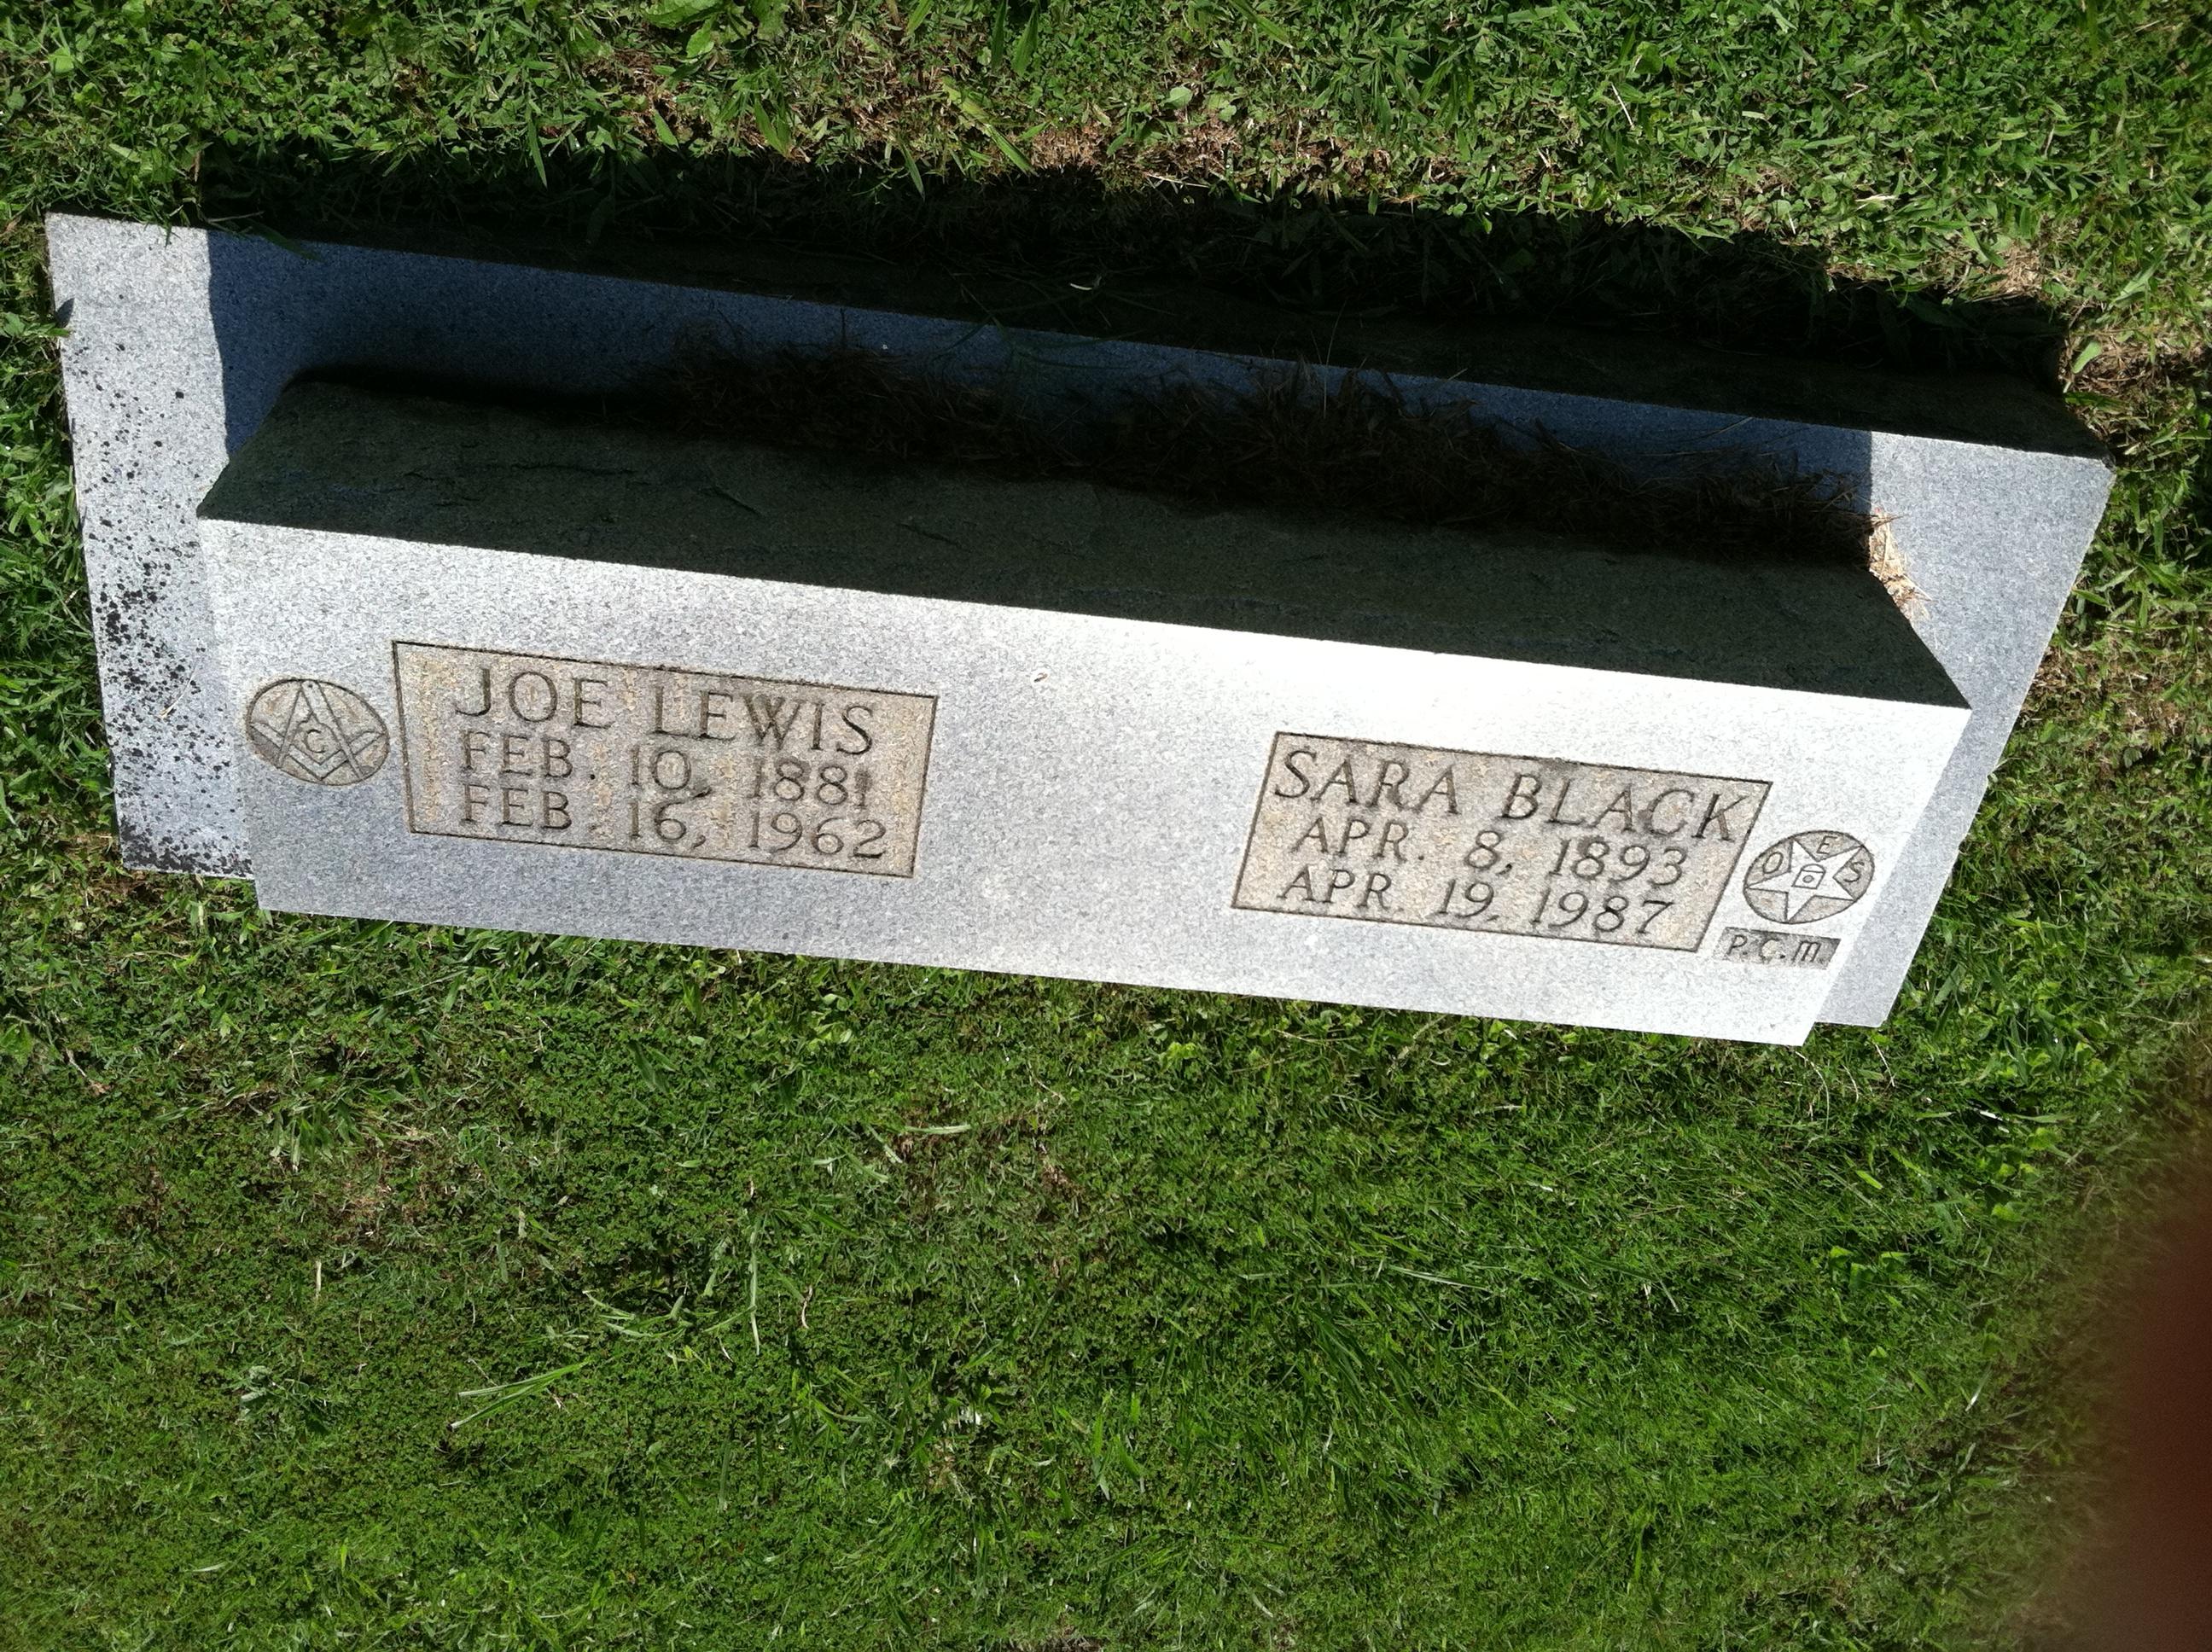 C
JOE LEWIS
FEB. 10, 1881
FEB. 16, 1962
SARA BLACK
APR. 8, 1893
APR. 19, 1987
O E S
P.C.M.